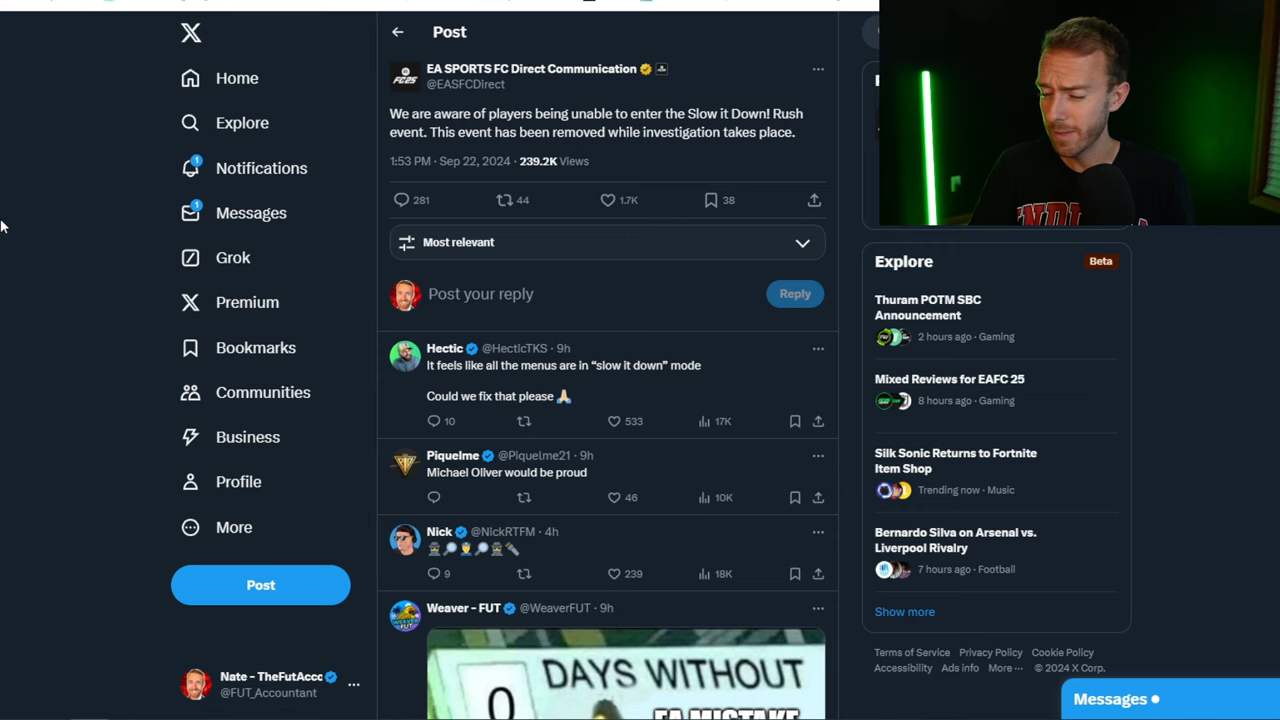 Home
Explore
Notifications
1
Messages
1
Grok
Premium
Bookmarks
Communities
Business
Profile
More
Post
Nate - TheFutAcco
@FUT_Accountant
Post
FC25
EA SPORTS FC Direct Communication
@EASFCDirect
We are aware of players being unable to enter the Slow it Down! Rush
event. This event has been removed while investigation takes place.
1:53 PM · Sep 22, 2024 · 239.2K Views
281 44 1.7K 38
Most relevant
Post your reply
Reply
Hectic @HecticTKS · 9h
It feels like all the menus are in “slow it down” mode
Could we fix that please 🙏🏻
10 533 17K
Piquelme @Piquelme21 · 9h
Michael Oliver would be proud
46 10K
Nick @NickRTFM · 4h
9 239 18K
Weaver - FUT @WeaverFUT · 9h
0 DAYS WITHOUT
EA MISTAKE
Explore
Beta
Thuram POTM SBC
Announcement
2 hours ago · Gaming
Mixed Reviews for EAFC 25
8 hours ago · Gaming
Silk Sonic Returns to Fortnite
Item Shop
Trending now · Music
Bernardo Silva on Arsenal vs.
Liverpool Rivalry
7 hours ago · Football
Show more
Terms of Service Privacy Policy Cookie Policy
Accessibility Ads info More ··· © 2024 X Corp.
Messages